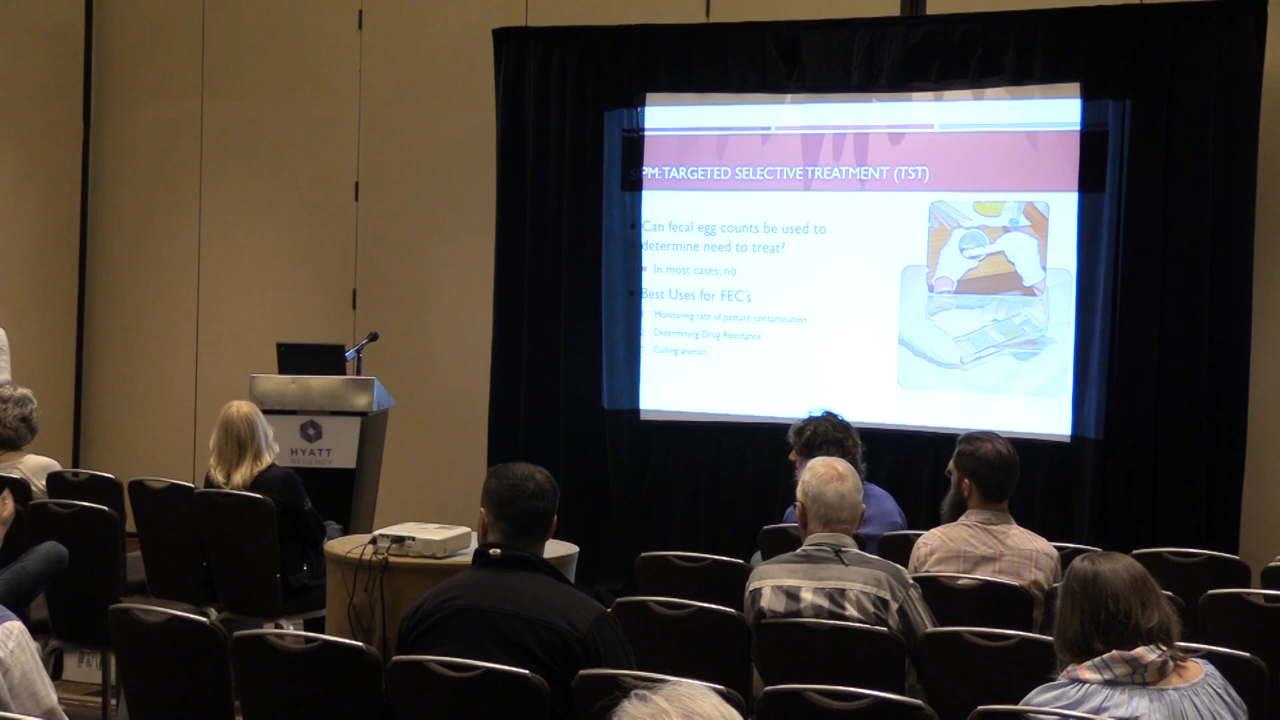 SIPM: TARGETED SELECTIVE TREATMENT (TST)
Can fecal egg counts be used to
determine need to treat?
In most cases, no
Best Uses for FEC's
Monitoring rate of pasture contamination
Determining Drug Resistance
Culling animals
HYATT
REGENCY